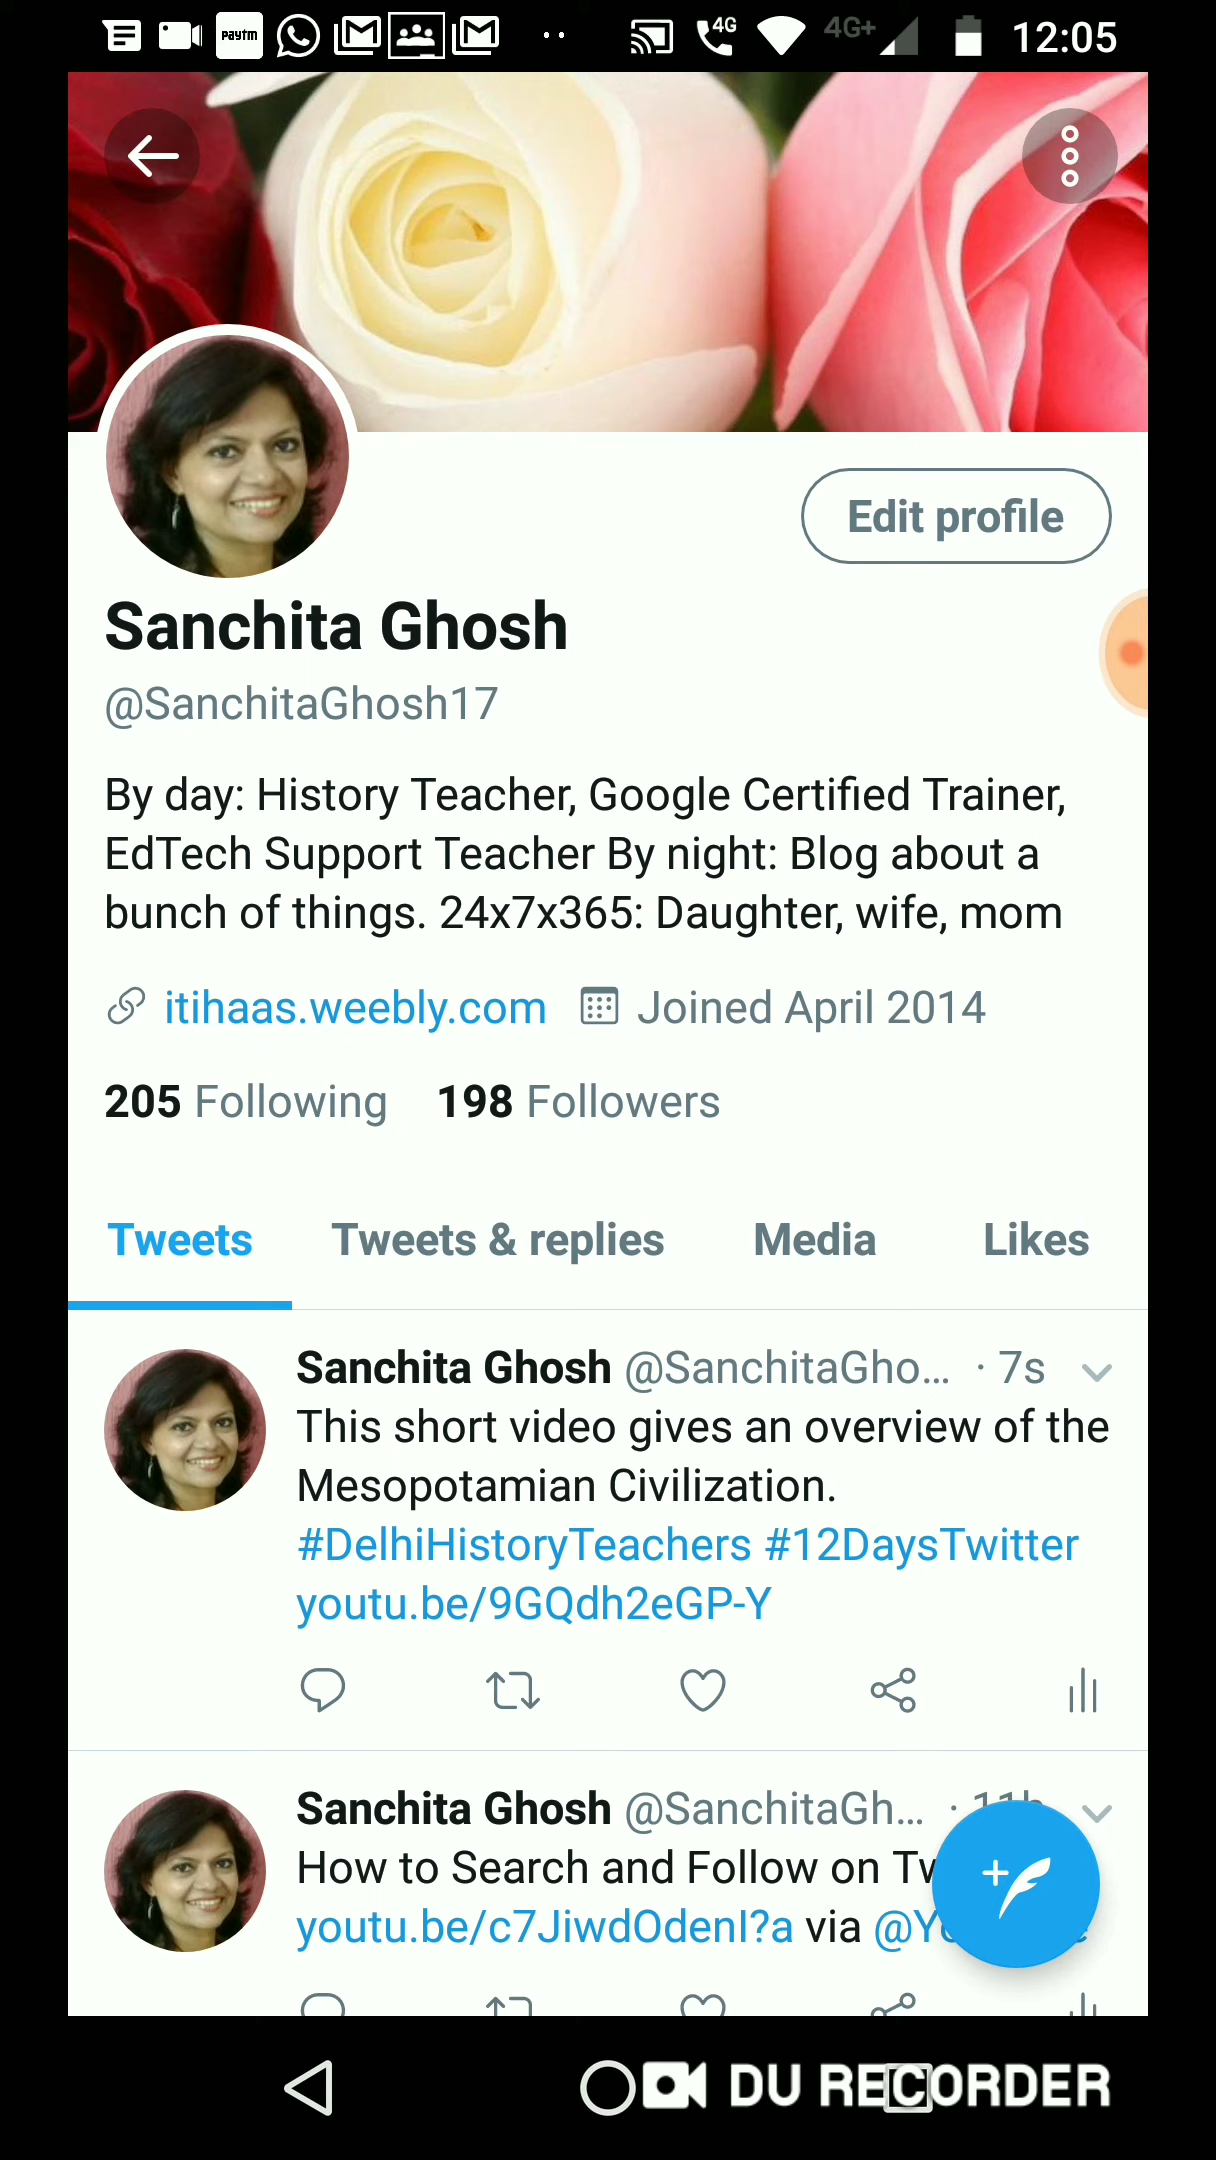 paytm 4G 4G+ 12:05
Edit profile
Sanchita Ghosh
@SanchitaGhosh17
By day: History Teacher, Google Certified Trainer,
EdTech Support Teacher By night: Blog about a
bunch of things. 24x7x365: Daughter, wife, mom
itihaas.weebly.com Joined April 2014
205 Following 198 Followers
Tweets Tweets & replies Media Likes
Sanchita Ghosh @SanchitaGho... · 7s
This short video gives an overview of the
Mesopotamian Civilization.
#DelhiHistoryTeachers #12DaysTwitter
youtu.be/9GQdh2eGP-Y
Sanchita Ghosh @SanchitaGh... · 11h
How to Search and Follow on
youtu.be/c7JiwdOdenI?a via
DU RECORDER